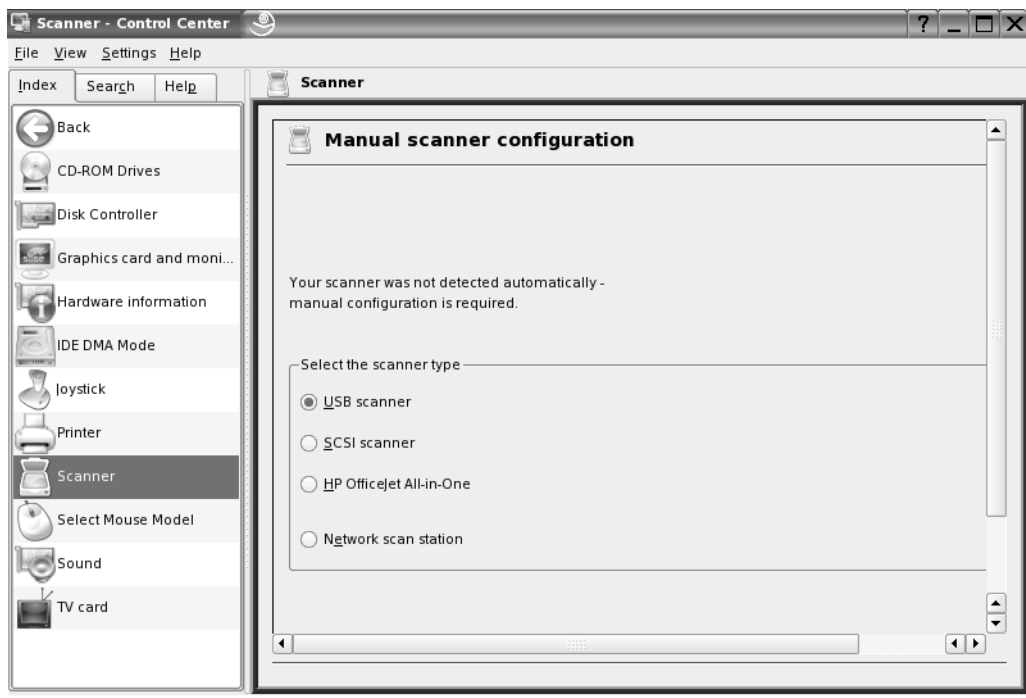 Scanner - Control Center
?
File View Settings Help
Index Search Help
Back
CD-ROM Drives
Disk Controller
Graphics card and moni...
Hardware information
IDE DMA Mode
Joystick
Printer
Scanner
Select Mouse Model
Sound
TV card
Scanner
Manual scanner configuration
Your scanner was not detected automatically -
manual configuration is required.
Select the scanner type
USB scanner
SCSI scanner
HP OfficeJet All-in-One
Network scan station